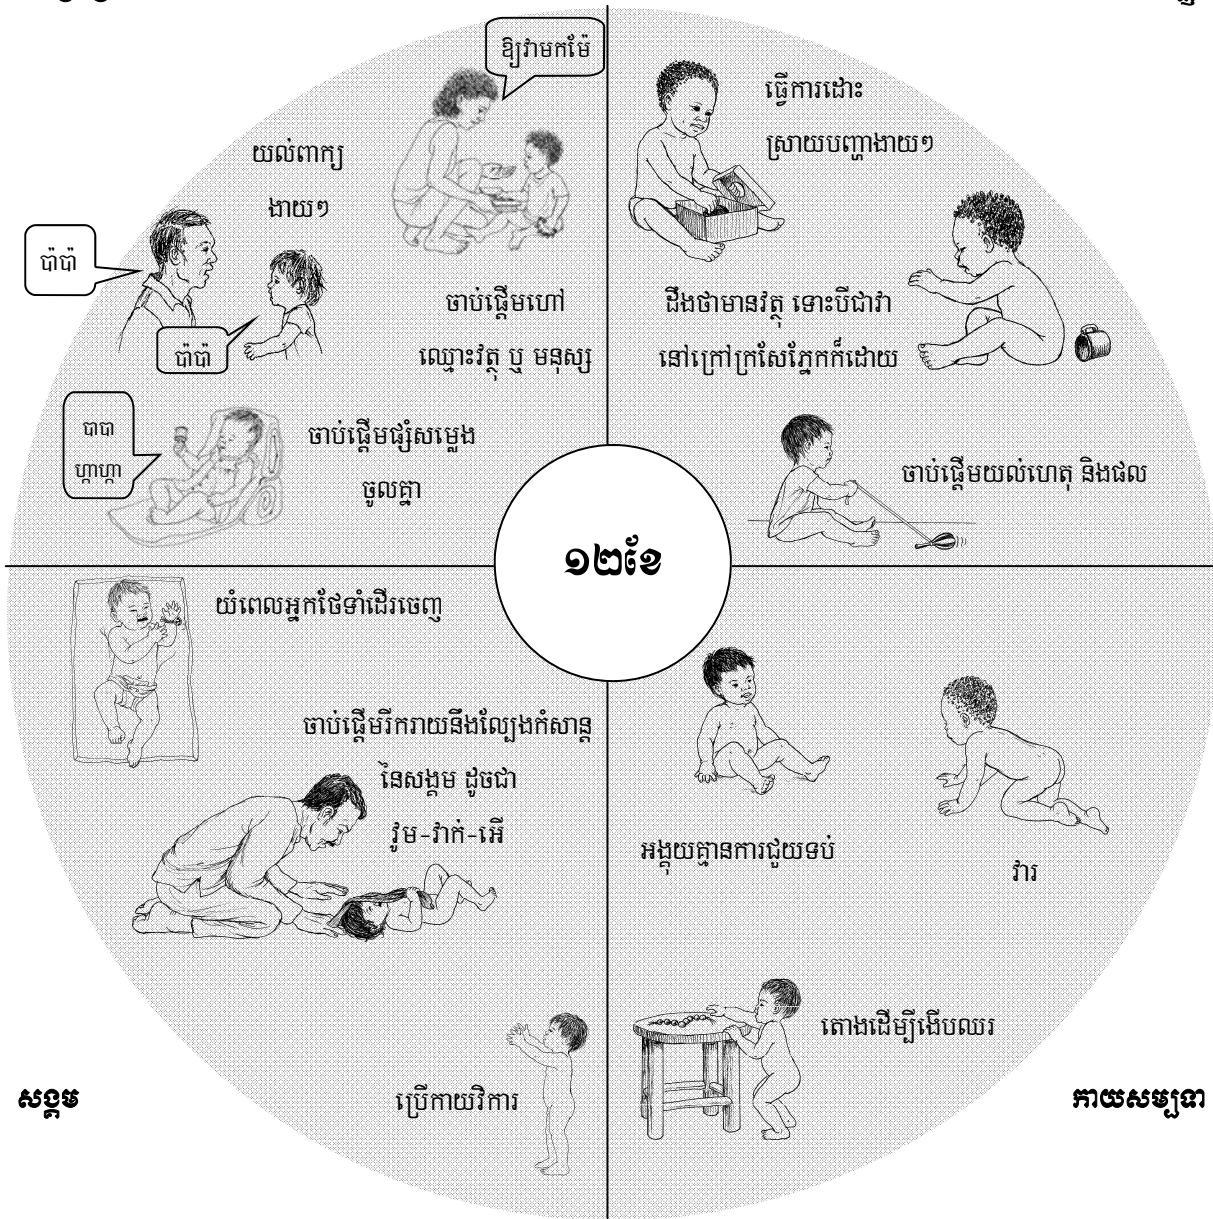 ឱ្យវាមកម៉ែ
យល់ពាក្យ
ងាយៗ
ប៉ាប៉ា
ប៉ាប៉ា
ចាប់ផ្តើមហៅ
ឈ្មោះវត្ថុ ឬ មនុស្ស
បាបា
ហ្គាហ្គា
ចាប់ផ្តើមផ្សំសម្លេង
ចូលគ្នា
ធ្វើការដោះ
ស្រាយបញ្ហាងាយៗ
ដឹងថាមានវត្ថុ ទោះបីជាវា
នៅក្រៅក្រសែភ្នែកក៏ដោយ
ចាប់ផ្តើមយល់ហេតុ និងផល
១២ខែ
យំពេលអ្នកថែទាំដើរចេញ
ចាប់ផ្តើមរីករាយនឹងល្បែងកំសាន្ត
នៃសង្គម ដូចជា
វូម-វាក់-អើ
ប្រើកាយវិការ
សង្គម
អង្គុយគ្មានការជួយទប់
វារ
តោងដើម្បីងើបឈរ
កាយសម្បទា